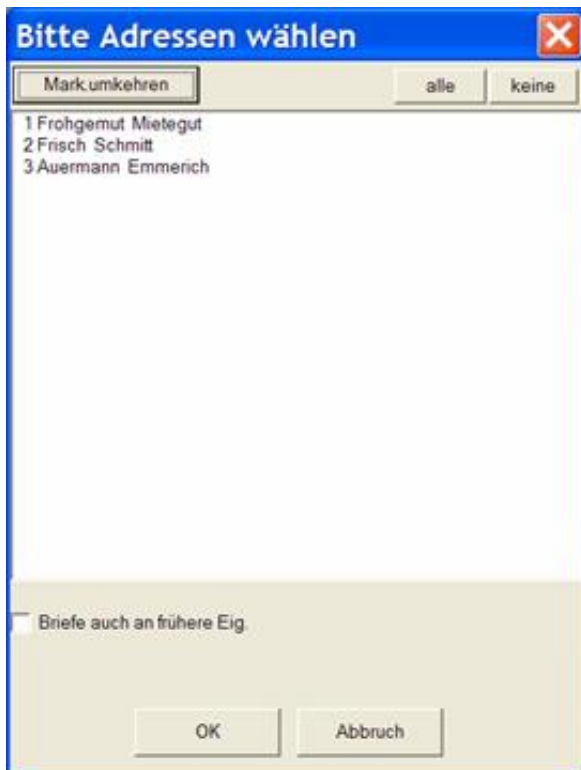 Bitte Adressen wählen
Mark.umkehren alle keine
1 Frohgemut Mietegut
2 Frisch Schmitt
3 Auermann Emmerich
Briefe auch an frühere Eig.
OK Abbruch